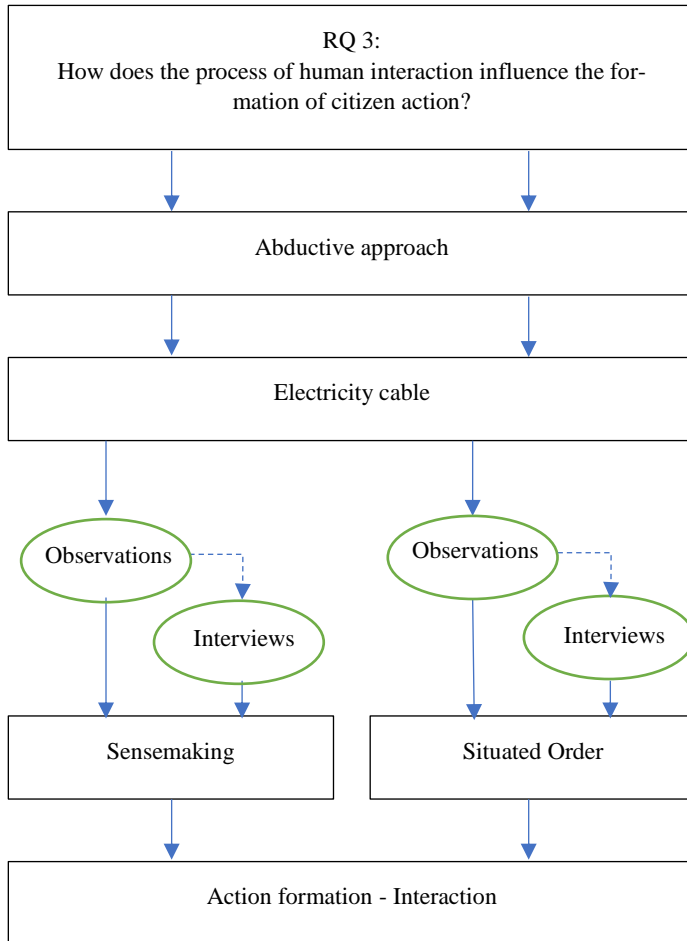 RQ 3:
How does the process of human interaction influence the for-
mation of citizen action?
Abductive approach
Electricity cable
Observations
Interviews
Observations
Interviews
Sensemaking
Situated Order
Action formation - Interaction